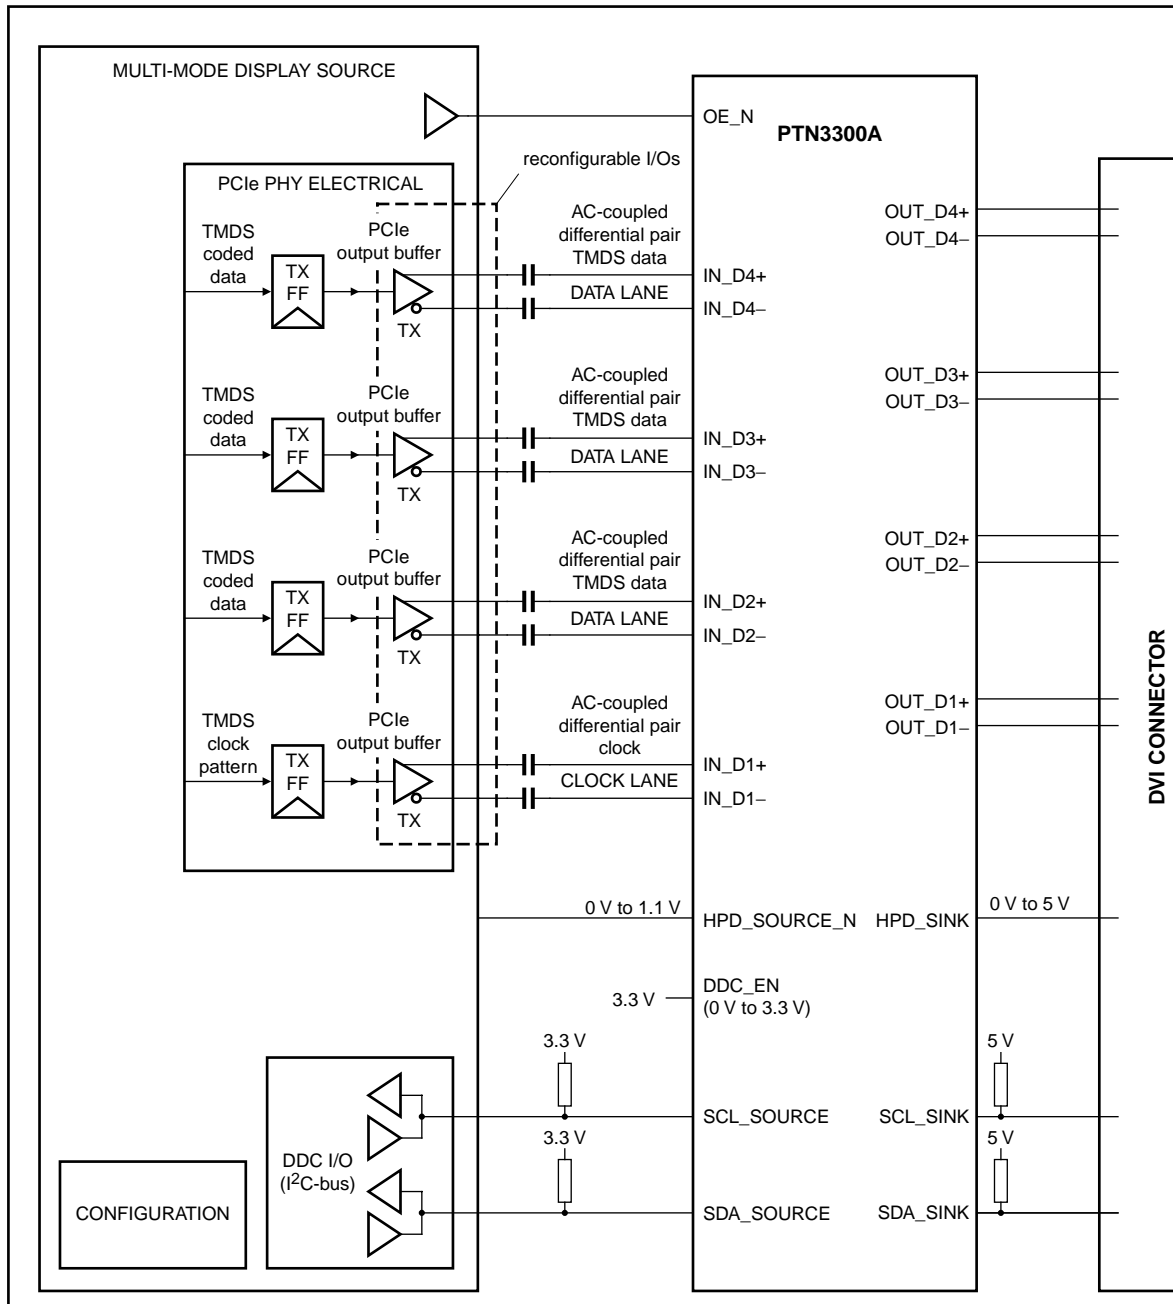 MULTI-MODE DISPLAY SOURCE
OE_N
PTN3300A
reconfigurable I/Os
PCIe PHY ELECTRICAL
TMDS
coded
data
TX
FF
PCIe
output buffer
TX
AC-coupled
differential pair
TMDS data
DATA LANE
IN_D4+
IN_D4−
OUT_D4+
OUT_D4−
TMDS
coded
data
TX
FF
PCIe
output buffer
TX
AC-coupled
differential pair
TMDS data
DATA LANE
IN_D3+
IN_D3−
OUT_D3+
OUT_D3−
TMDS
coded
data
TX
FF
PCIe
output buffer
TX
AC-coupled
differential pair
TMDS data
DATA LANE
IN_D2+
IN_D2−
OUT_D2+
OUT_D2−
TMDS
clock
pattern
TX
FF
PCIe
output buffer
TX
AC-coupled
differential pair
clock
CLOCK LANE
IN_D1+
IN_D1−
OUT_D1+
OUT_D1−
DVI CONNECTOR
0 V to 1.1 V
HPD_SOURCE_N
HPD_SINK
0 V to 5 V
3.3 V
DDC_EN
(0 V to 3.3 V)
3.3 V
5 V
SCL_SOURCE
SCL_SINK
3.3 V
5 V
DDC I/O
(I²C-bus)
SDA_SOURCE
SDA_SINK
CONFIGURATION